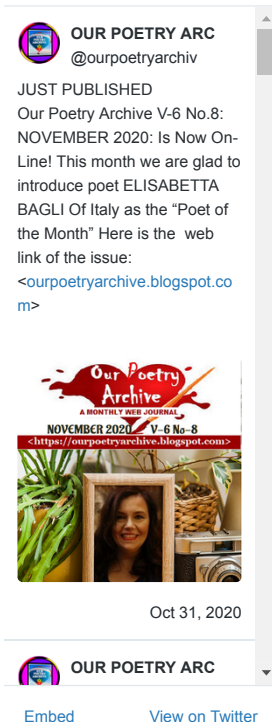 OUR POETRY ARC
@ourpoetryarchiv
JUST PUBLISHED
Our Poetry Archive V-6 No.8:
NOVEMBER 2020: Is Now On-
Line! This month we are glad to
introduce poet ELISABETTA
BAGLI Of Italy as the “Poet of
the Month” Here is the web
link of the issue:
<ourpoetryarchive.blogspot.co
m>
Our Poetry
Archive
A MONTHLY WEB JOURNAL
NOVEMBER 2020 V-6 No-8
<https://ourpoetryarchive.blogspot.com>
Oct 31, 2020
OUR POETRY ARC
Embed View on Twitter